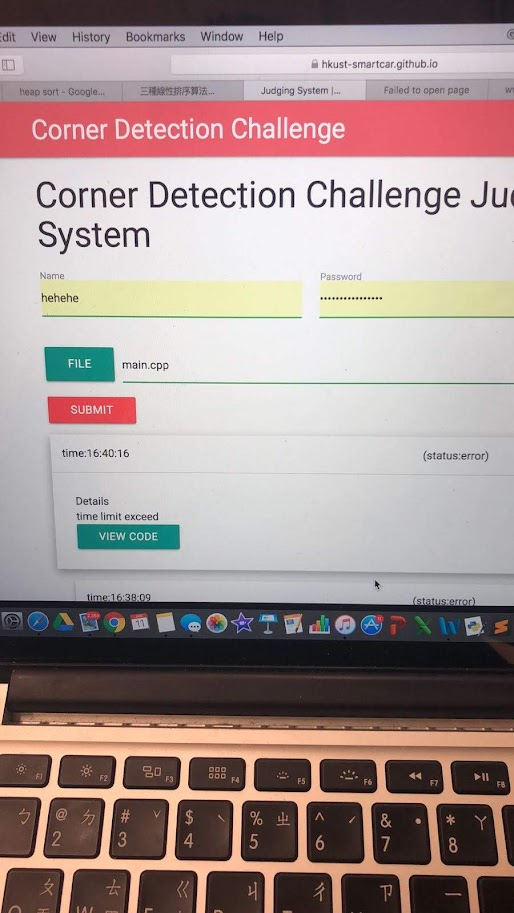 Edit View History Bookmarks Window Help
hkust-smartcar.github.io
heap sort - Google... 三種線性排序算法... Judging System |... Failed to open page
Corner Detection Challenge
Corner Detection Challenge Ju
System
Name Password
hehehe ••••••••••••••••
FILE main.cpp
SUBMIT
time:16:40:16 (status:error)
Details
time limit exceed
VIEW CODE
time:16:38:09 (status:error)
11
F1 F2 F3 F4 F5 F6 F7 F8
ㄅ @ ㄉ # ˇ $ ˋ % ㄓ ^ ˊ & ˙ * ㄚ
2 3 4 5 6 7 8
ㄆ ㄊ ㄍ ㄐ ㄔ ㄗ ㄧ